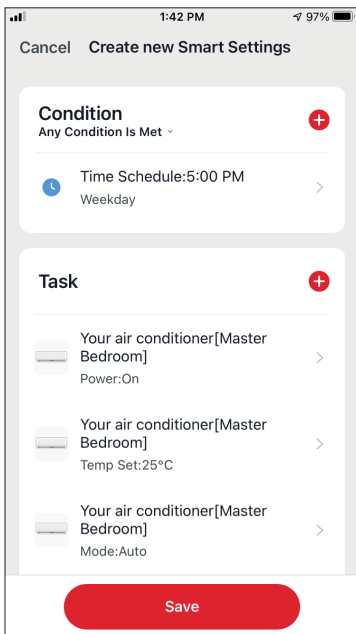 1:42 PM
97%
Cancel
Create new Smart Settings
Condition
Any Condition Is Met
Time Schedule:5:00 PM
Weekday
Task
Your air conditioner[Master
Bedroom]
Power:On
Your air conditioner[Master
Bedroom]
Temp Set:25°C
Your air conditioner[Master
Bedroom]
Mode:Auto
Save